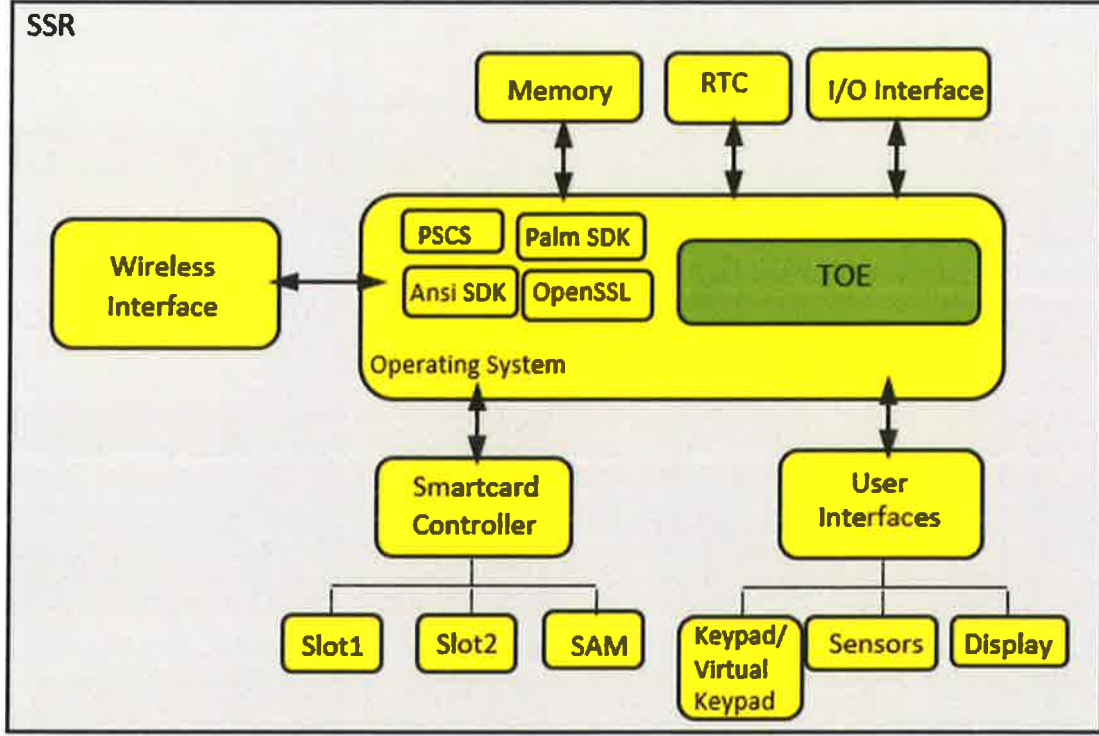 SSR
Memory
RTC
I/O Interface
Wireless
Interface
PSCS
Palm SDK
Ansi SDK
OpenSSL
TOE
Operating System
Smartcard
Controller
User
Interfaces
Slot1
Slot2
SAM
Keypad/
Virtual
Keypad
Sensors
Display